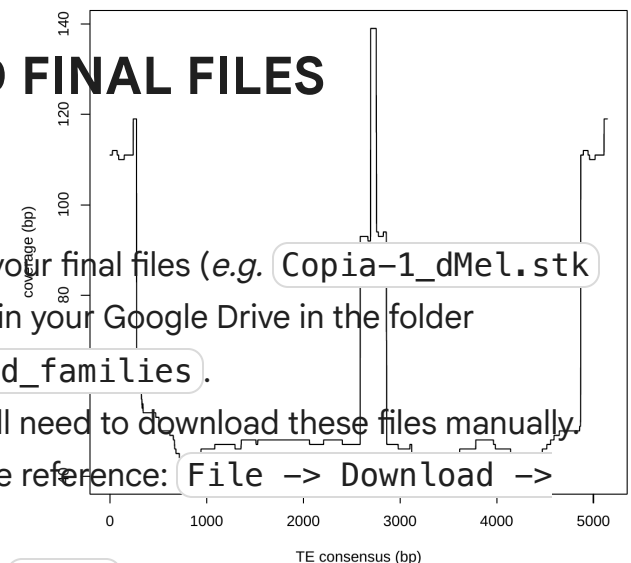 140
FINAL FILES
120
100
coverage (bp)
your final files (e.g. Copia-1_dMel.stk
80
in your Google Drive in the folder
d_families.
need to download these files manually.
reference: File -> Download ->
0 1000 2000 3000 4000 5000
TE consensus (bp)